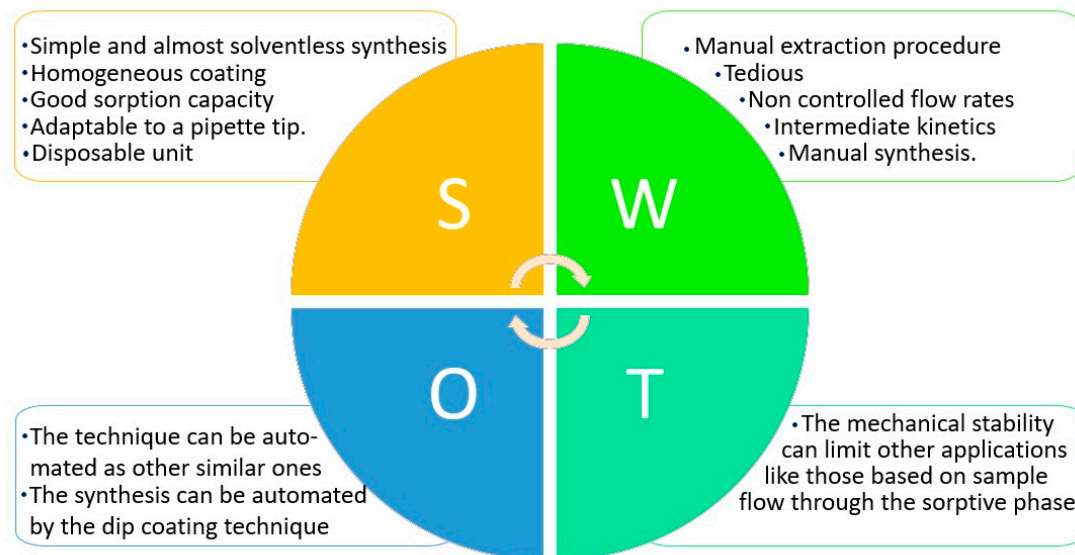 •Simple and almost solventless synthesis
•Homogeneous coating
•Good sorption capacity
•Adaptable to a pipette tip.
•Disposable unit
•Manual extraction procedure
•Tedious
•Non controlled flow rates
•Intermediate kinetics
•Manual synthesis.
S
W
O
T
•The technique can be auto-
mated as other similar ones
•The synthesis can be automated
by the dip coating technique
•The mechanical stability
can limit other applications
like those based on sample
flow through the sorptive phase